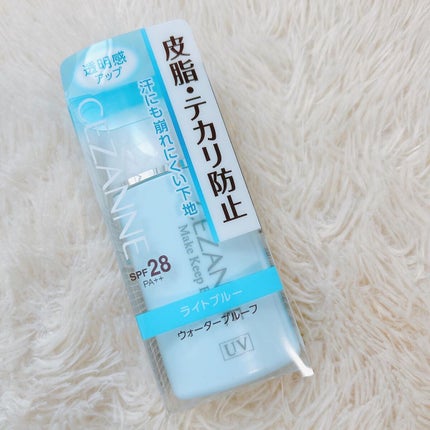 透明感
アップ
皮脂・テカリ防止
汗にも崩れにくい下地
CEZANNE
CEZAN
Make Keep
SPF 28
PA++
ライトブルー
ウォータープルーフ
UV